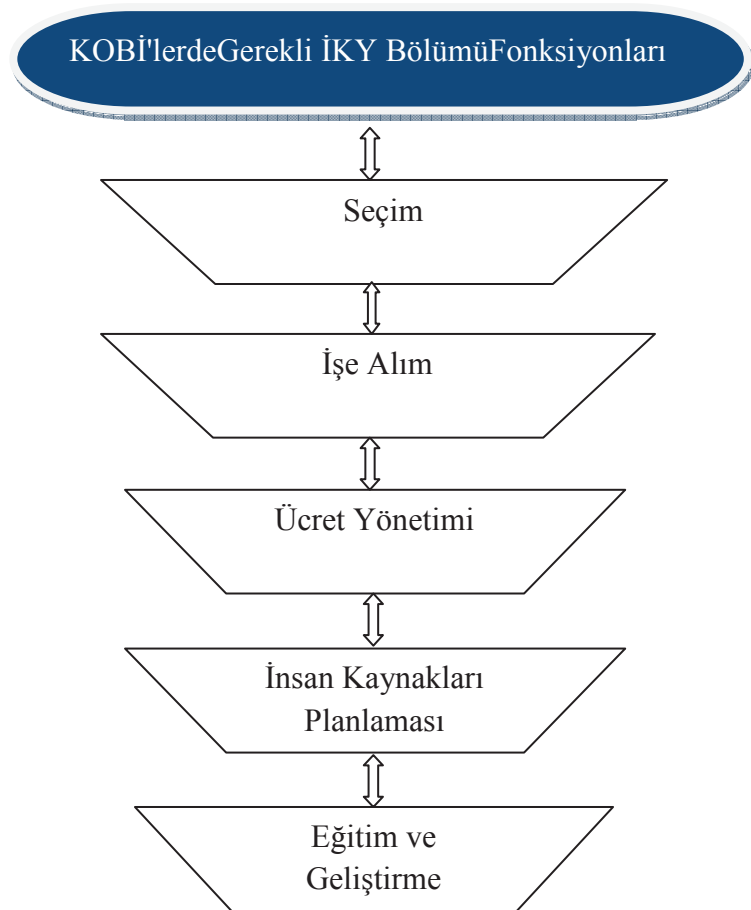 KOBİ'lerdeGerekli İKY BölümüFonksiyonları
Seçim
İşe Alım
Ücret Yönetimi
İnsan Kaynakları
Planlaması
Eğitim ve
Geliştirme